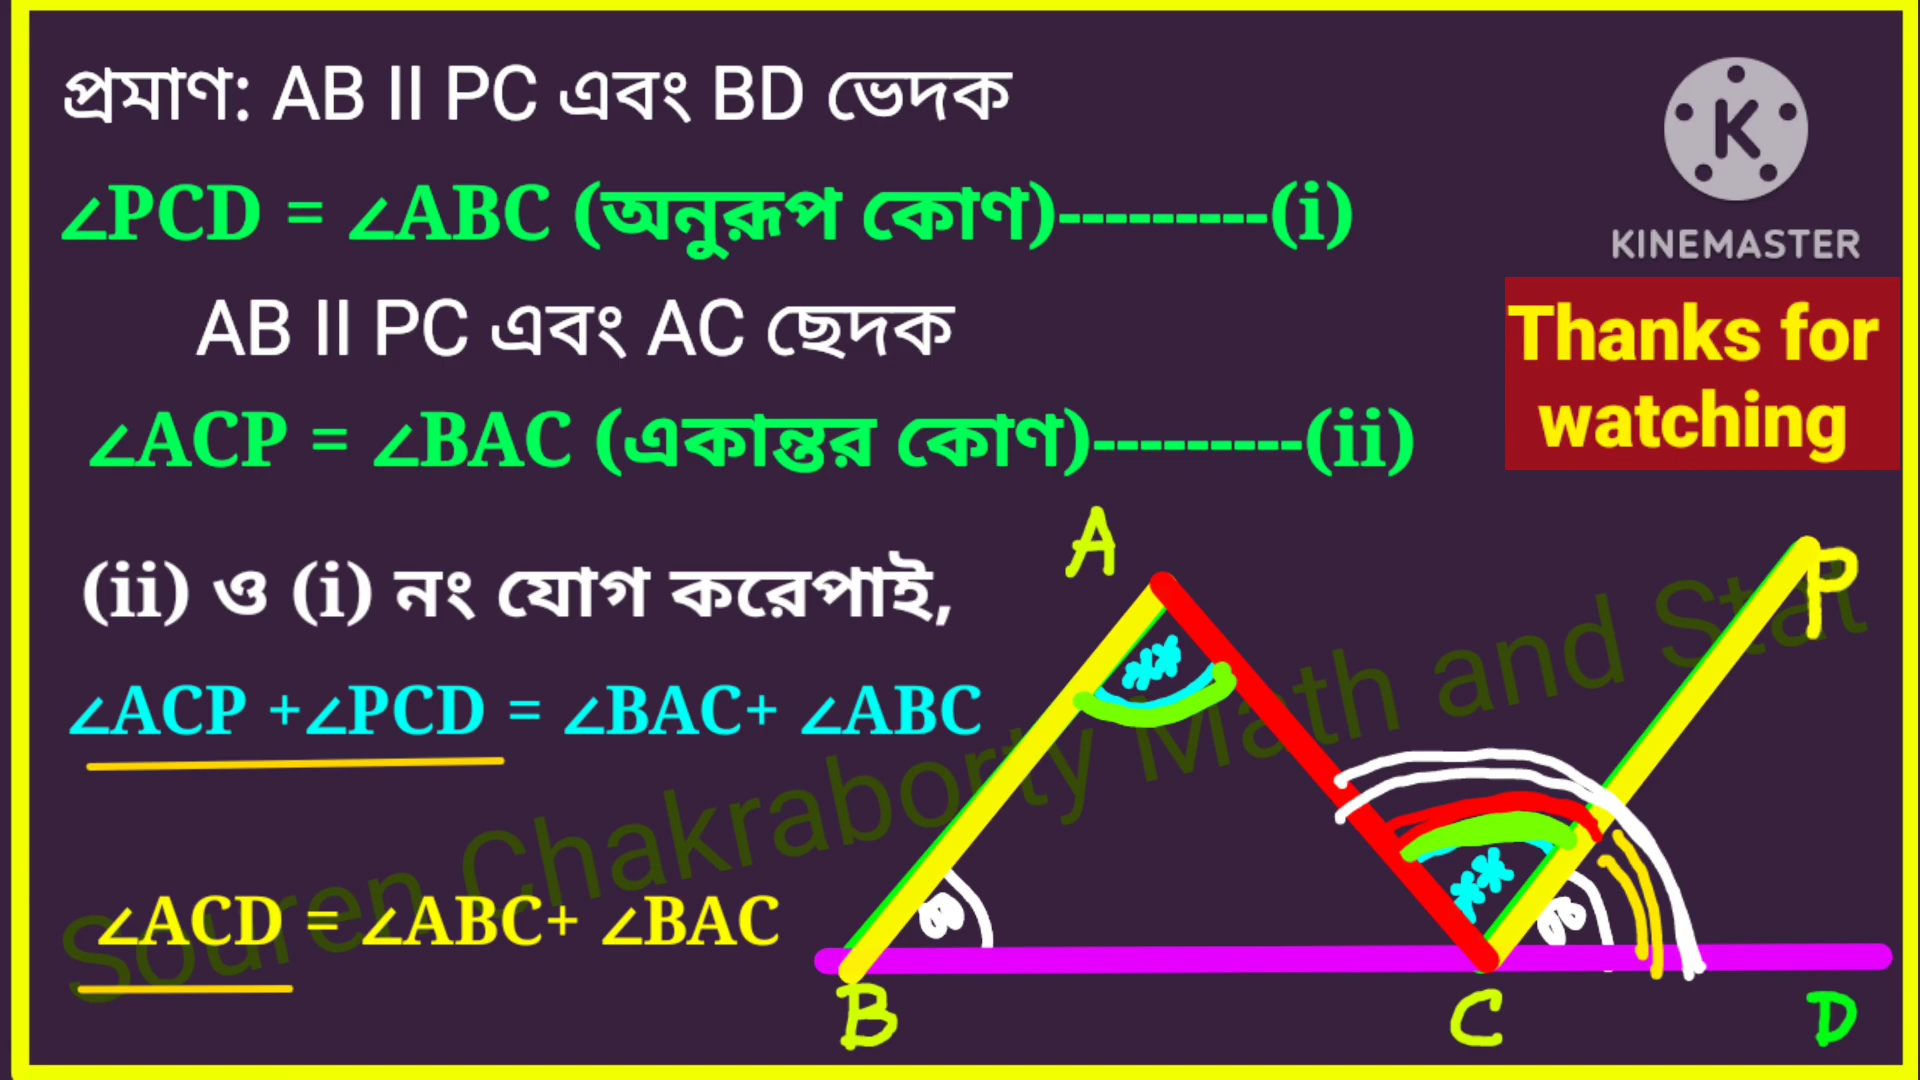 প্রমাণ: AB II PC এবং BD ভেদক
∠PCD = ∠ABC (অনুরূপ কোণ)---------(i)
AB II PC এবং AC ছেদক
∠ACP = ∠BAC (একান্তর কোণ)---------(ii)
(ii) ও (i) নং যোগ করেপাই,
∠ACP +∠PCD = ∠BAC+ ∠ABC
∠ACD = ∠ABC+ ∠BAC
K
KINEMASTER
Thanks for
watching
A
P
B
C
D
Souren Chakraborty Math and Stat